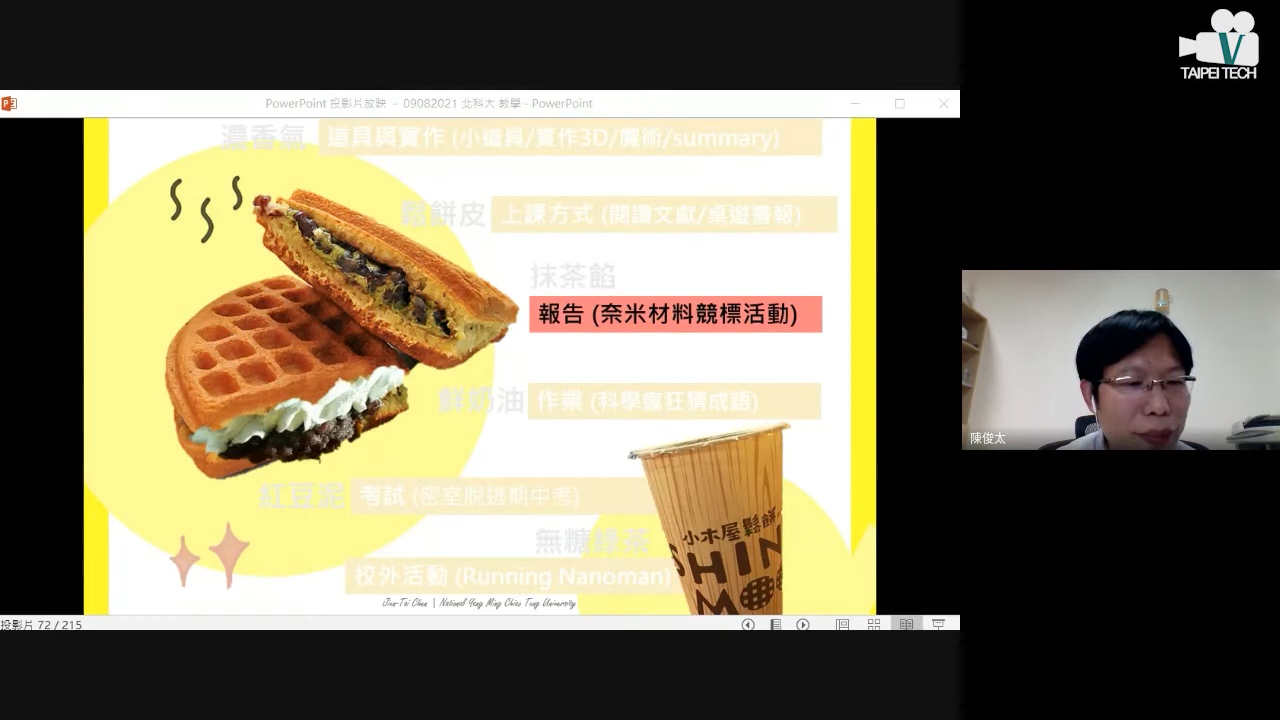 TAIPEI TECH
PowerPoint 投影片放映 - 09082021 北科大 教學 - PowerPoint
濃香氣 道具與實作 (小道具/實作3D/魔術/summary)
鬆餅皮 上課方式 (閱讀文獻/桌遊書報)
抹茶餡
報告 (奈米材料競標活動)
鮮奶油 作業 (科學瘋狂猜成語)
陳俊太
紅豆泥 考試 (密室脫逃期中考)
小木屋鬆餅
無糖綠茶
SHIN
MOO
校外活動 (Running Nanoman)
Jiun-Tai Chen | National Yang Ming Chiao Tung University
投影片 72 / 215